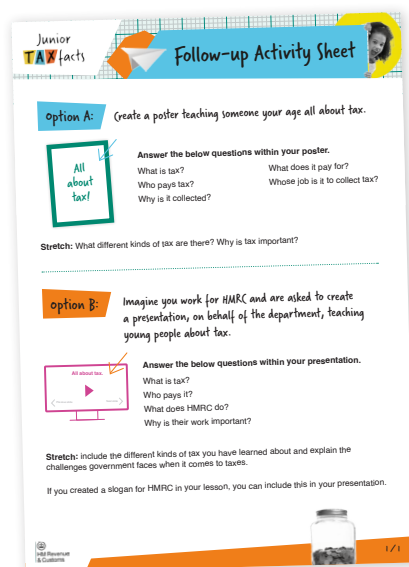 Junior
TAX facts
Follow-up Activity Sheet
Option A:
Create a poster teaching someone your age all about tax.
All
about
tax!
Answer the below questions within your poster.
What is tax?
What does it pay for?
Who pays tax?
Whose job is it to collect tax?
Why is it collected?
Stretch: What different kinds of tax are there? Why is tax important?
Option B:
Imagine you work for HMRC and are asked to create
a presentation, on behalf of the department, teaching
young people about tax.
All about tax.
Answer the below questions within your presentation.
What is tax?
Who pays it?
What does HMRC do?
Why is their work important?
Stretch: include the different kinds of tax you have learned about and explain the
challenges government faces when it comes to taxes.
If you created a slogan for HMRC in your lesson, you can include this in your presentation.
HM Revenue
& Customs
1/1